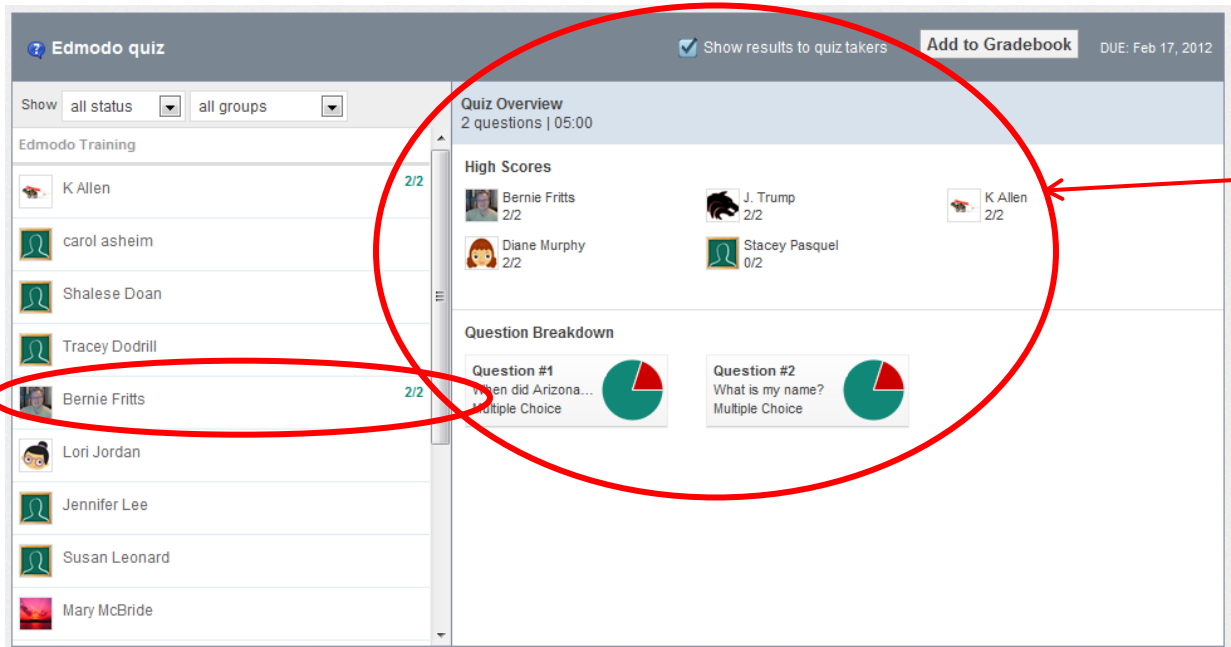 Edmodo quiz
Show results to quiz takers
Add to Gradebook
DUE: Feb 17, 2012
Show all status all groups
Edmodo Training
K Allen 2/2
carol asheim
Shalese Doan
Tracey Dodrill
Bernie Fritts 2/2
Lori Jordan
Jennifer Lee
Susan Leonard
Mary McBride
Quiz Overview
2 questions | 05:00
High Scores
Bernie Fritts
2/2
J. Trump
2/2
K Allen
2/2
Diane Murphy
2/2
Stacey Pasquel
0/2
Question Breakdown
Question #1
When did Arizona...
Multiple Choice
Question #2
What is my name?
Multiple Choice